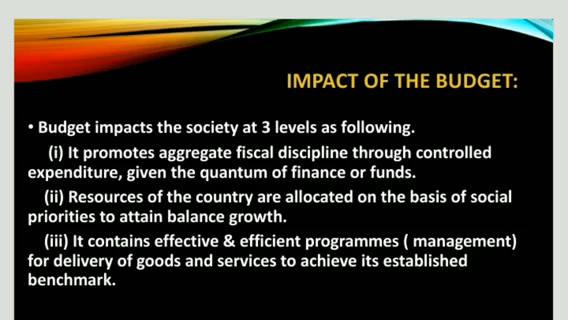 IMPACT OF THE BUDGET:
• Budget impacts the society at 3 levels as following.
(i) It promotes aggregate fiscal discipline through controlled
expenditure, given the quantum of finance or funds.
(ii) Resources of the country are allocated on the basis of social
priorities to attain balance growth.
(iii) It contains effective & efficient programmes ( management)
for delivery of goods and services to achieve its established
benchmark.